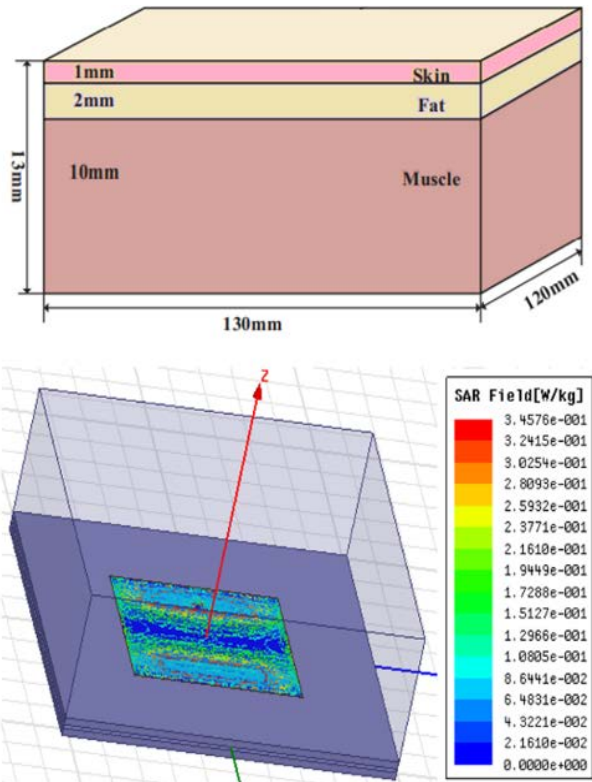 1mm
Skin
2mm
Fat
10mm
Muscle
13mm
130mm
120mm
Z
SAR Field[W/kg]
3.4576e-001
3.2415e-001
3.0254e-001
2.8093e-001
2.5932e-001
2.3771e-001
2.1610e-001
1.9449e-001
1.7288e-001
1.5127e-001
1.2966e-001
1.0805e-001
8.6441e-002
6.4831e-002
4.3221e-002
2.1610e-002
0.0000e+000